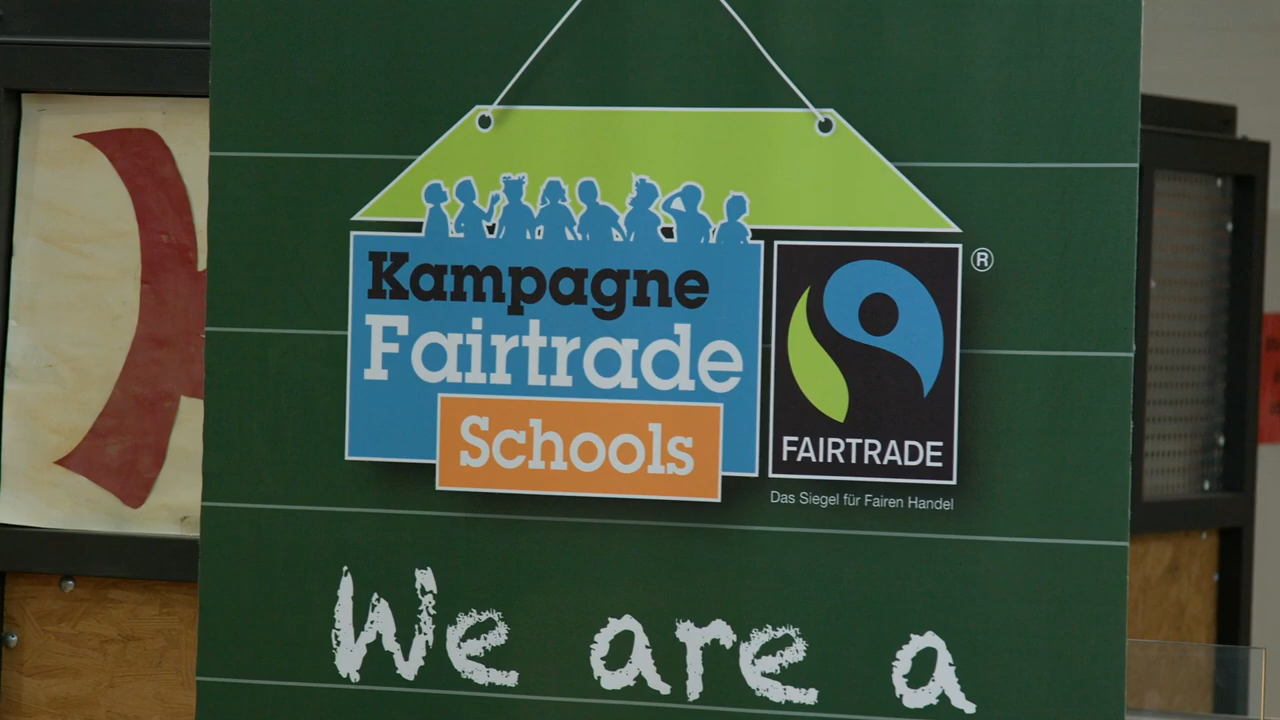 Kampagne
Fairtrade
Schools
®
FAIRTRADE
Das Siegel für Fairen Handel
We are a